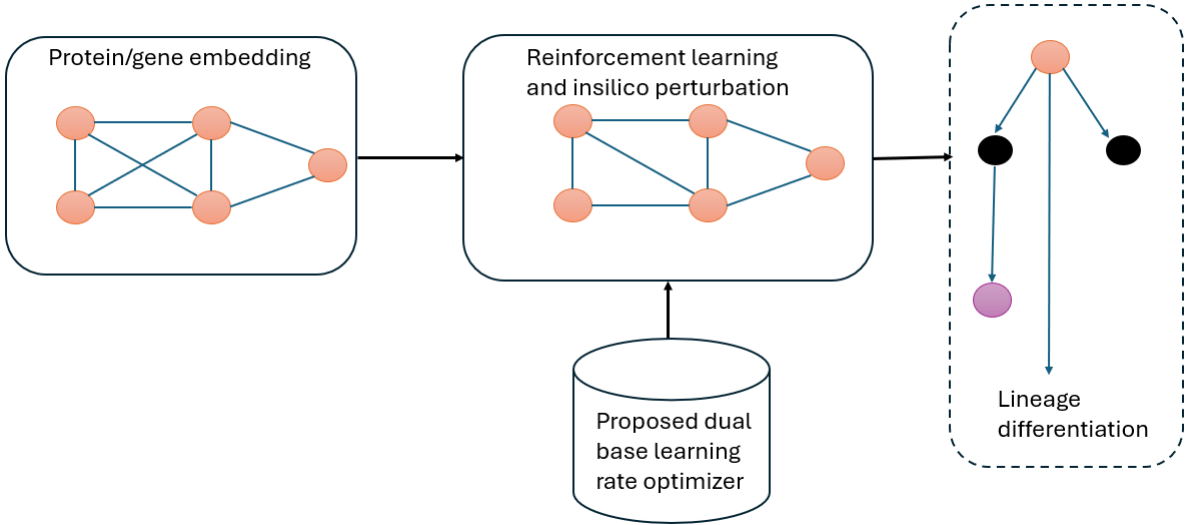 Protein/gene embedding
Reinforcement learning
and insilico perturbation
Proposed dual
base learning
rate optimizer
Lineage
differentiation